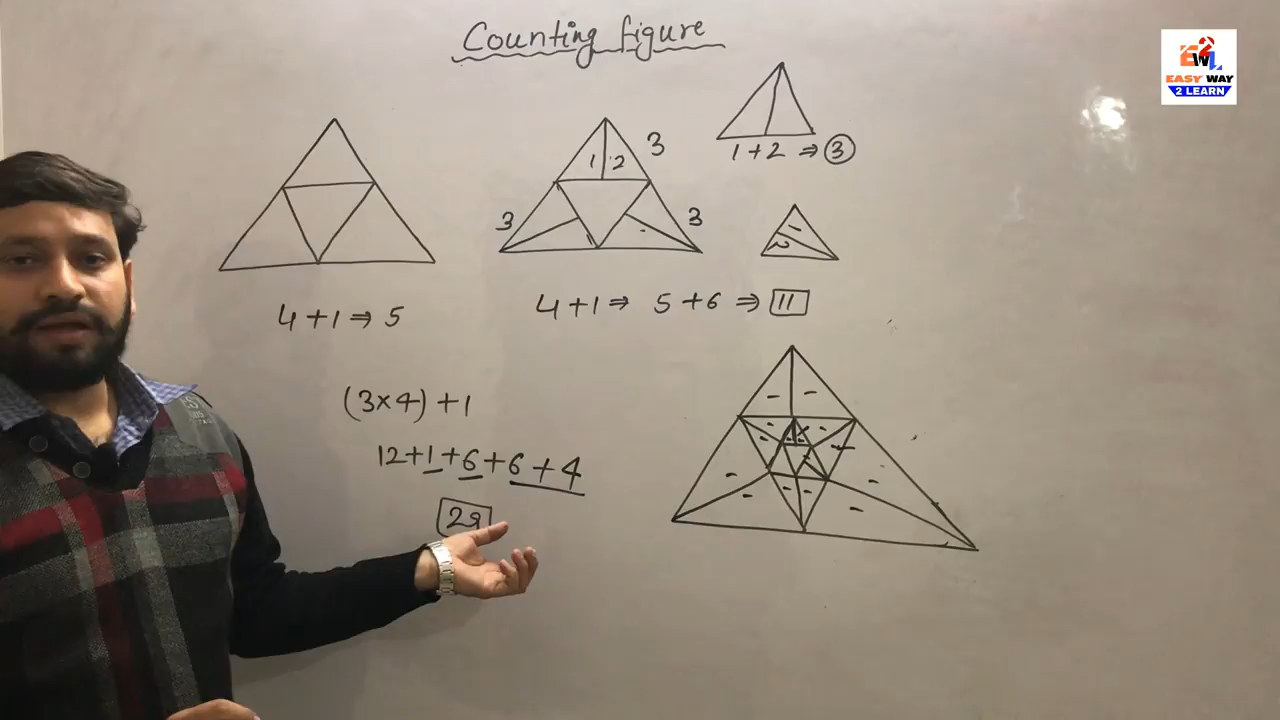 Counting figure
E2L
W
EASY WAY
2 LEARN
1 + 2 ⇒ 3
1 2 3
3 3
4 + 1 ⇒ 5
4 + 1 ⇒ 5 + 6 ⇒ 11
(3×4) + 1
12 + 1 + 6 + 6 + 4
29